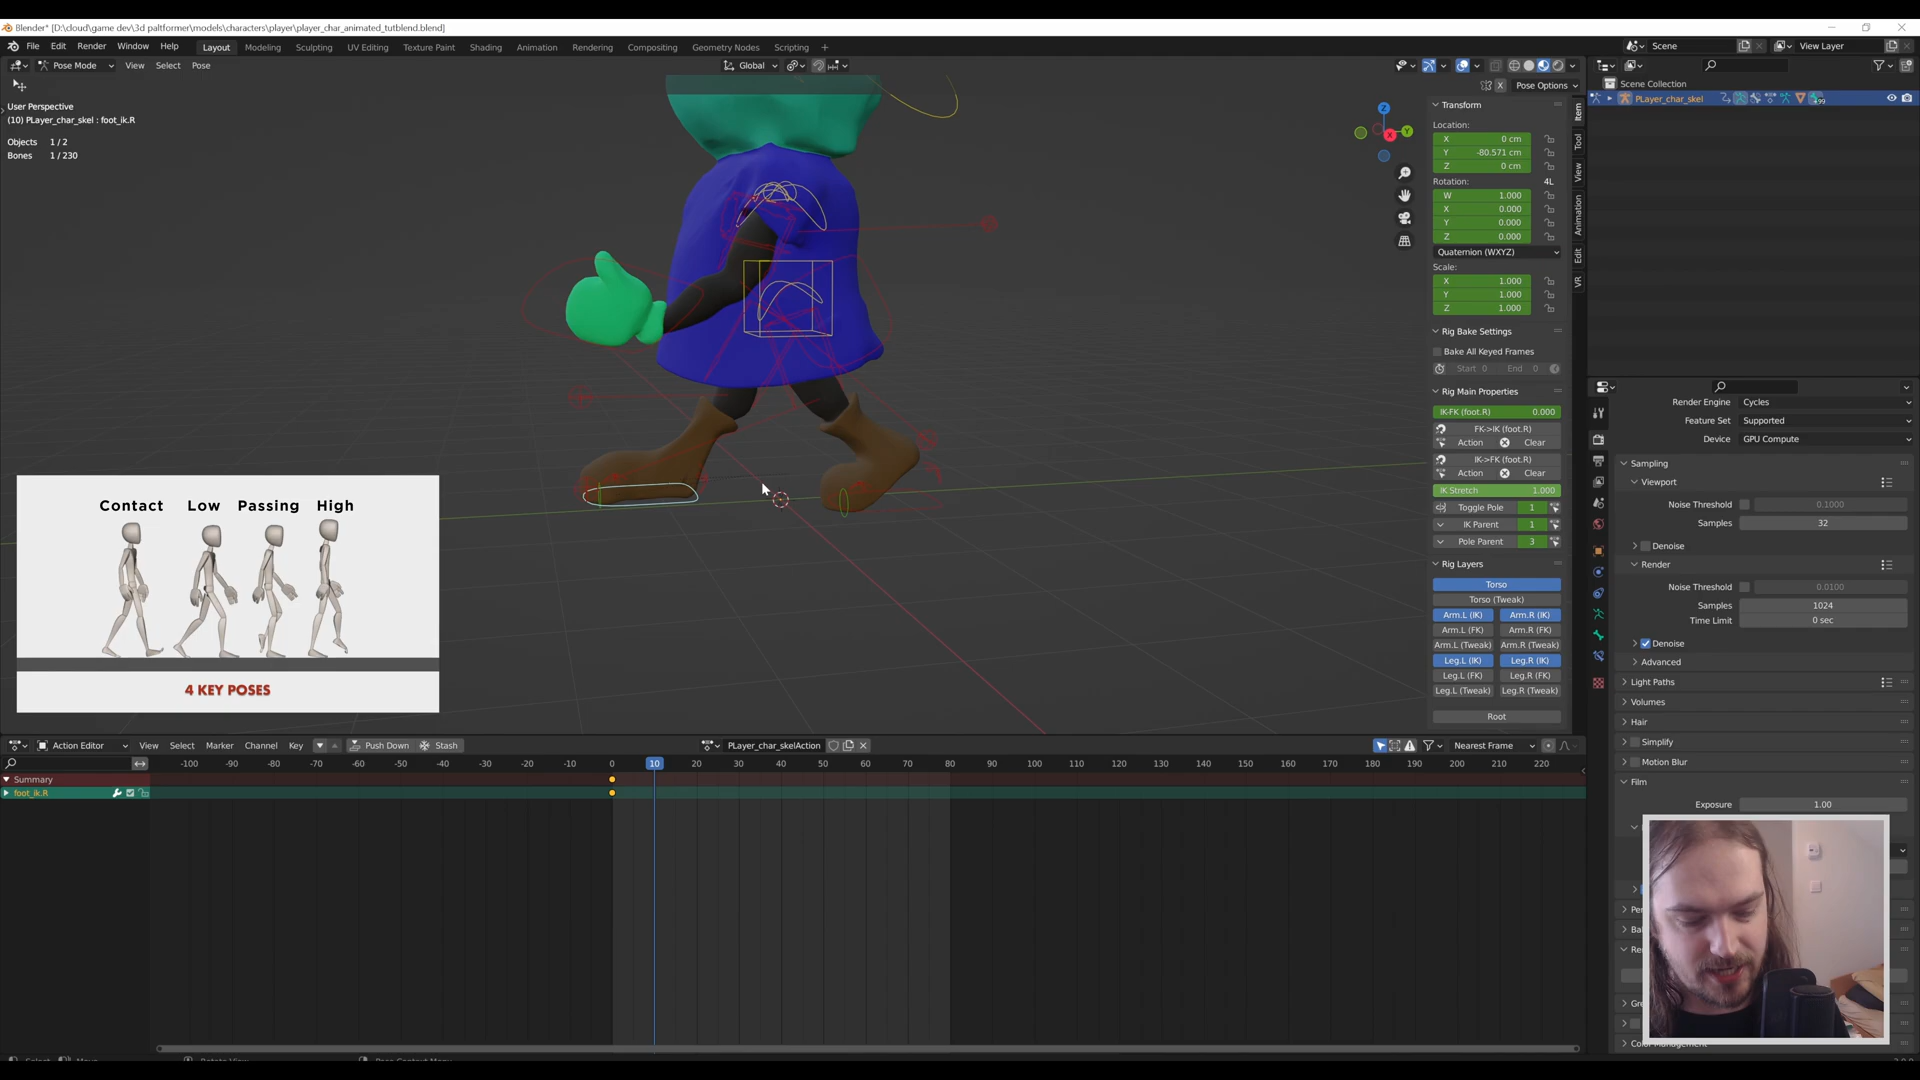 Blender* [D:\cloud\game dev\3d paltformer\models\characters\player\pLayer_char_animated_tutblend.blend]
File Edit Render Window Help Layout Modeling Sculpting UV Editing Texture Paint Shading Animation Rendering Compositing Geometry Nodes Scripting + Scene View Layer
Pose Mode View Select Pose Global
X Pose Options
User Perspective
(10) PLayer_char_skel : foot_ik.R
Objects 1 / 2
Bones 1 / 230
Z
Y
X
Transform
Location:
X 0 cm
Y -80.571 cm
Z 0 cm
Rotation: 4L
W 1.000
X 0.000
Y 0.000
Z 0.000
Quaternion (WXYZ)
Scale:
X 1.000
Y 1.000
Z 1.000
Rig Bake Settings
Bake All Keyed Frames
Start 0 End 0
Rig Main Properties
IK-FK (foot.R) 0.000
FK->IK (foot.R)
Action Clear
IK->FK (foot.R)
Action Clear
IK Stretch 1.000
Toggle Pole 1
IK Parent 1
Pole Parent 3
Rig Layers
Torso
Torso (Tweak)
Arm.L (IK) Arm.R (IK)
Arm.L (FK) Arm.R (FK)
Arm.L (Tweak) Arm.R (Tweak)
Leg.L (IK) Leg.R (IK)
Leg.L (FK) Leg.R (FK)
Leg.L (Tweak) Leg.R (Tweak)
Root
Item
Tool
View
Animation
Edit
VR
Scene Collection
PLayer_char_skel
Render Engine Cycles
Feature Set Supported
Device GPU Compute
Sampling
Viewport
Noise Threshold 0.1000
Samples 32
Denoise
Render
Noise Threshold 0.0100
Samples 1024
Time Limit 0 sec
Denoise
Advanced
Light Paths
Volumes
Hair
Simplify
Motion Blur
Film
Exposure 1.00
Contact Low Passing High
4 KEY POSES
Action Editor View Select Marker Channel Key Push Down Stash PLayer_char_skelAction Nearest Frame
-100 -90 -80 -70 -60 -50 -40 -30 -20 -10 0 10 20 30 40 50 60 70 80 90 100 110 120 130 140 150 160 170 180 190 200 210 220
Summary
foot_ik.R